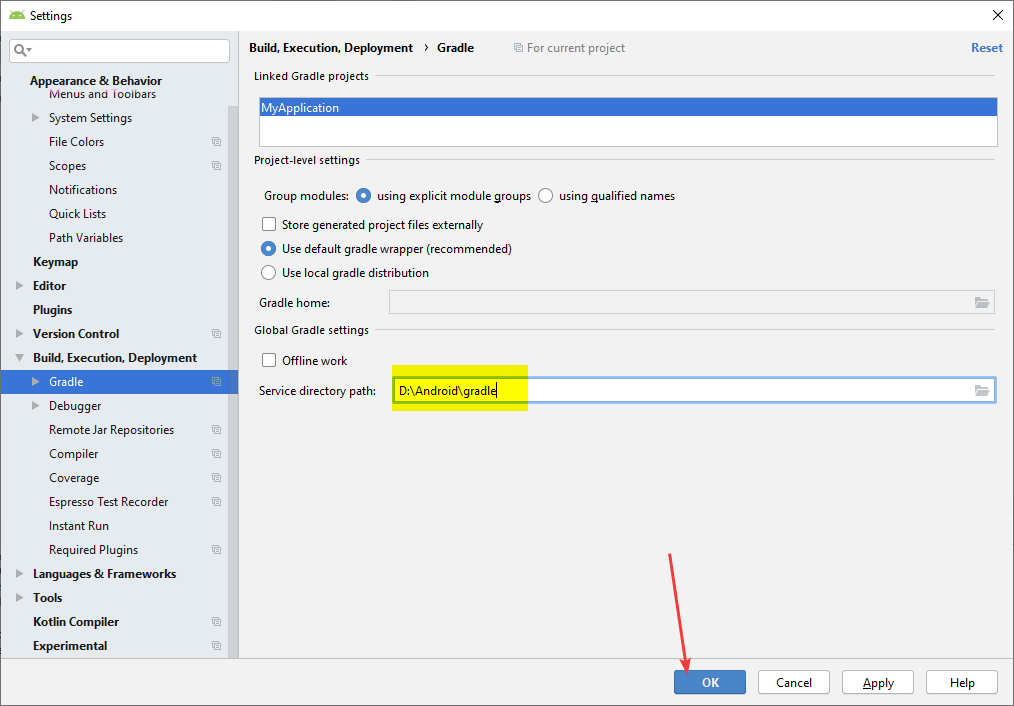 Settings
Appearance & Behavior
Menus and Toolbars
System Settings
File Colors
Scopes
Notifications
Quick Lists
Path Variables
Keymap
Editor
Plugins
Version Control
Build, Execution, Deployment
Gradle
Debugger
Remote Jar Repositories
Compiler
Coverage
Espresso Test Recorder
Instant Run
Required Plugins
Languages & Frameworks
Tools
Kotlin Compiler
Experimental
Build, Execution, Deployment › Gradle For current project Reset
Linked Gradle projects
MyApplication
Project-level settings
Group modules: using explicit module groups using qualified names
Store generated project files externally
Use default gradle wrapper (recommended)
Use local gradle distribution
Gradle home:
Global Gradle settings
Offline work
Service directory path: D:\Android\gradle
OK Cancel Apply Help